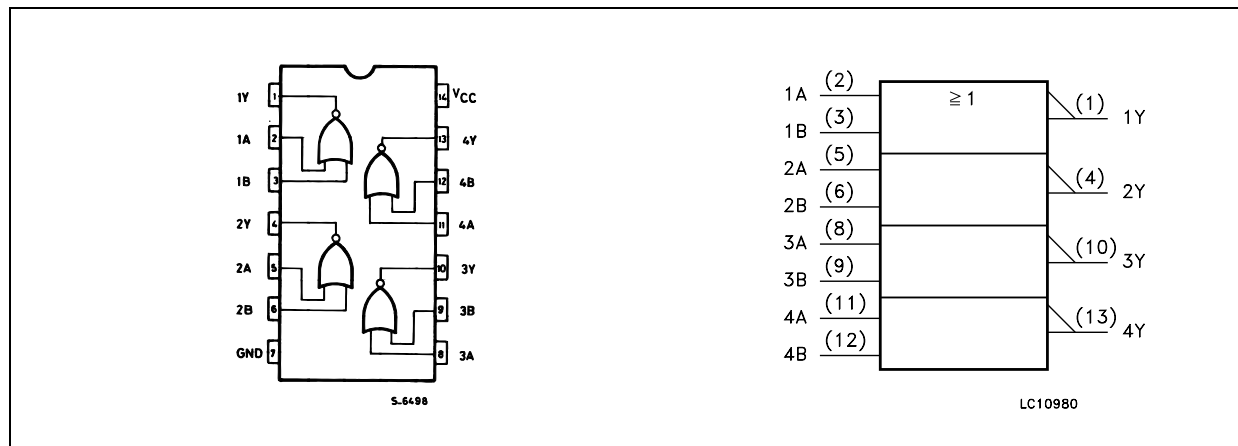 1Y 1 14 VCC
1A 2 13 4Y
1B 3 12 4B
2Y 4 11 4A
2A 5 10 3Y
2B 6 9 3B
GND 7 8 3A
S-6498
1A (2) ≧ 1 (1) 1Y
1B (3)
2A (5) (4) 2Y
2B (6)
3A (8) (10) 3Y
3B (9)
4A (11) (13) 4Y
4B (12)
LC10980